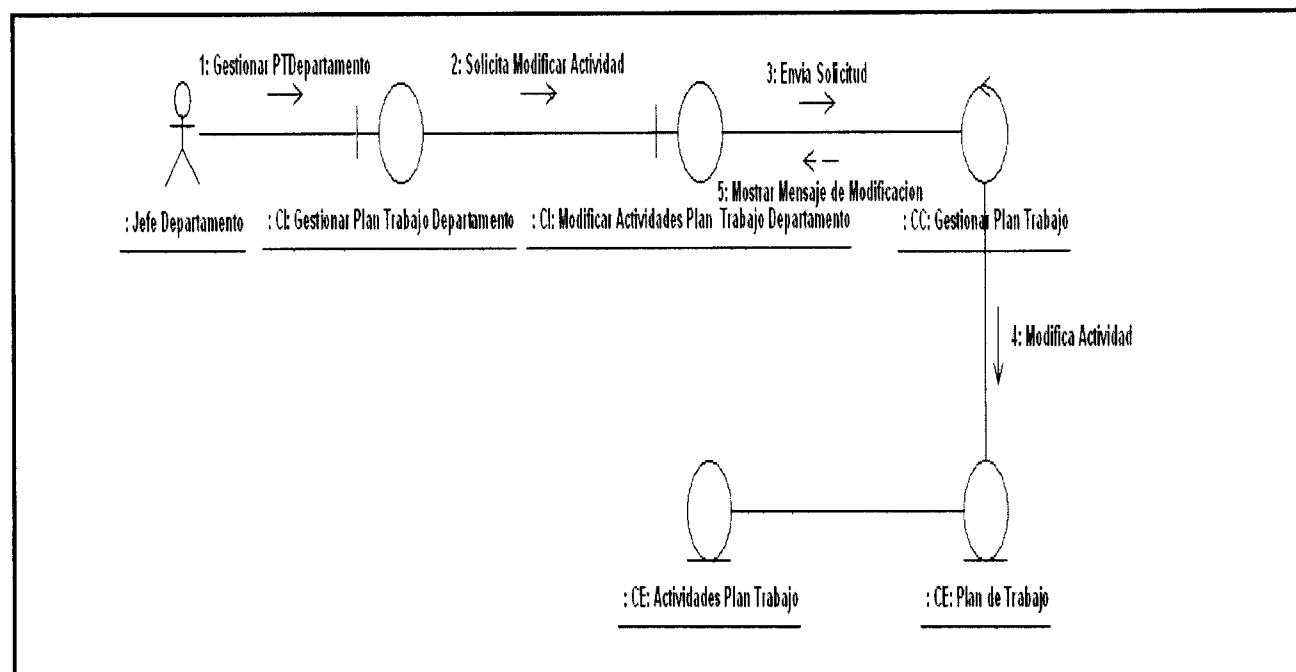 1: Gestionar PTDepartamento
2: Solicita Modificar Actividad
3: Envia Solicitud
5: Mostrar Mensaje de Modificacion
: Jefe Departamento
: CI: Gestionar Plan Trabajo Departamento
: CI: Modificar Actividades Plan Trabajo Departamento
: CC: Gestionar Plan Trabajo
4: Modifica Actividad
: CE: Actividades Plan Trabajo
: CE: Plan de Trabajo